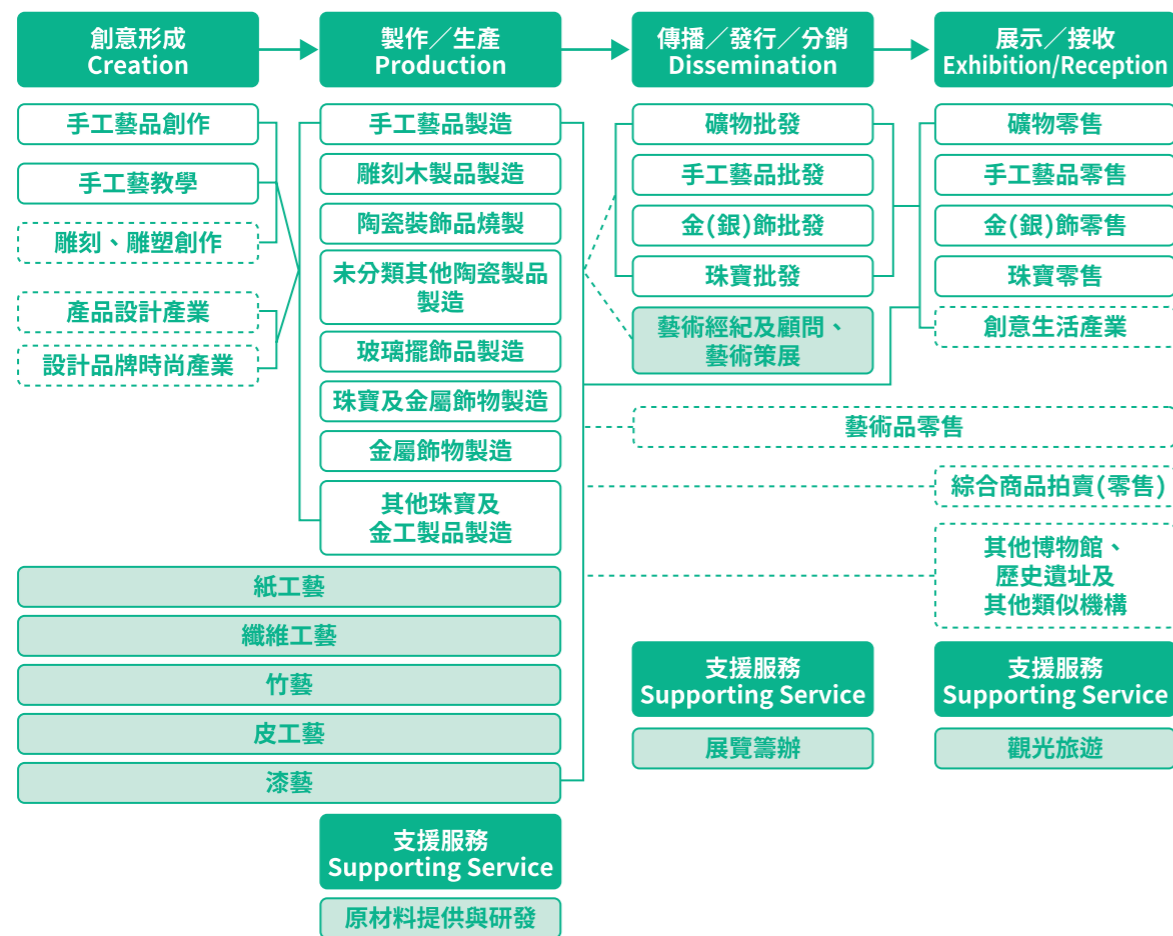 創意形成
Creation
製作／生產
Production
傳播／發行／分銷
Dissemination
展示／接收
Exhibition/Reception
手工藝品創作
手工藝教學
雕刻、雕塑創作
產品設計產業
設計品牌時尚產業
手工藝品製造
雕刻木製品製造
陶瓷裝飾品燒製
未分類其他陶瓷製品
製造
玻璃擺飾品製造
珠寶及金屬飾物製造
金屬飾物製造
其他珠寶及
金工製品製造
礦物批發
手工藝品批發
金(銀)飾批發
珠寶批發
藝術經紀及顧問、
藝術策展
礦物零售
手工藝品零售
金(銀)飾零售
珠寶零售
創意生活產業
藝術品零售
綜合商品拍賣(零售)
其他博物館、
歷史遺址及
其他類似機構
紙工藝
纖維工藝
竹藝
皮工藝
漆藝
支援服務
Supporting Service
原材料提供與研發
支援服務
Supporting Service
展覽籌辦
支援服務
Supporting Service
觀光旅遊